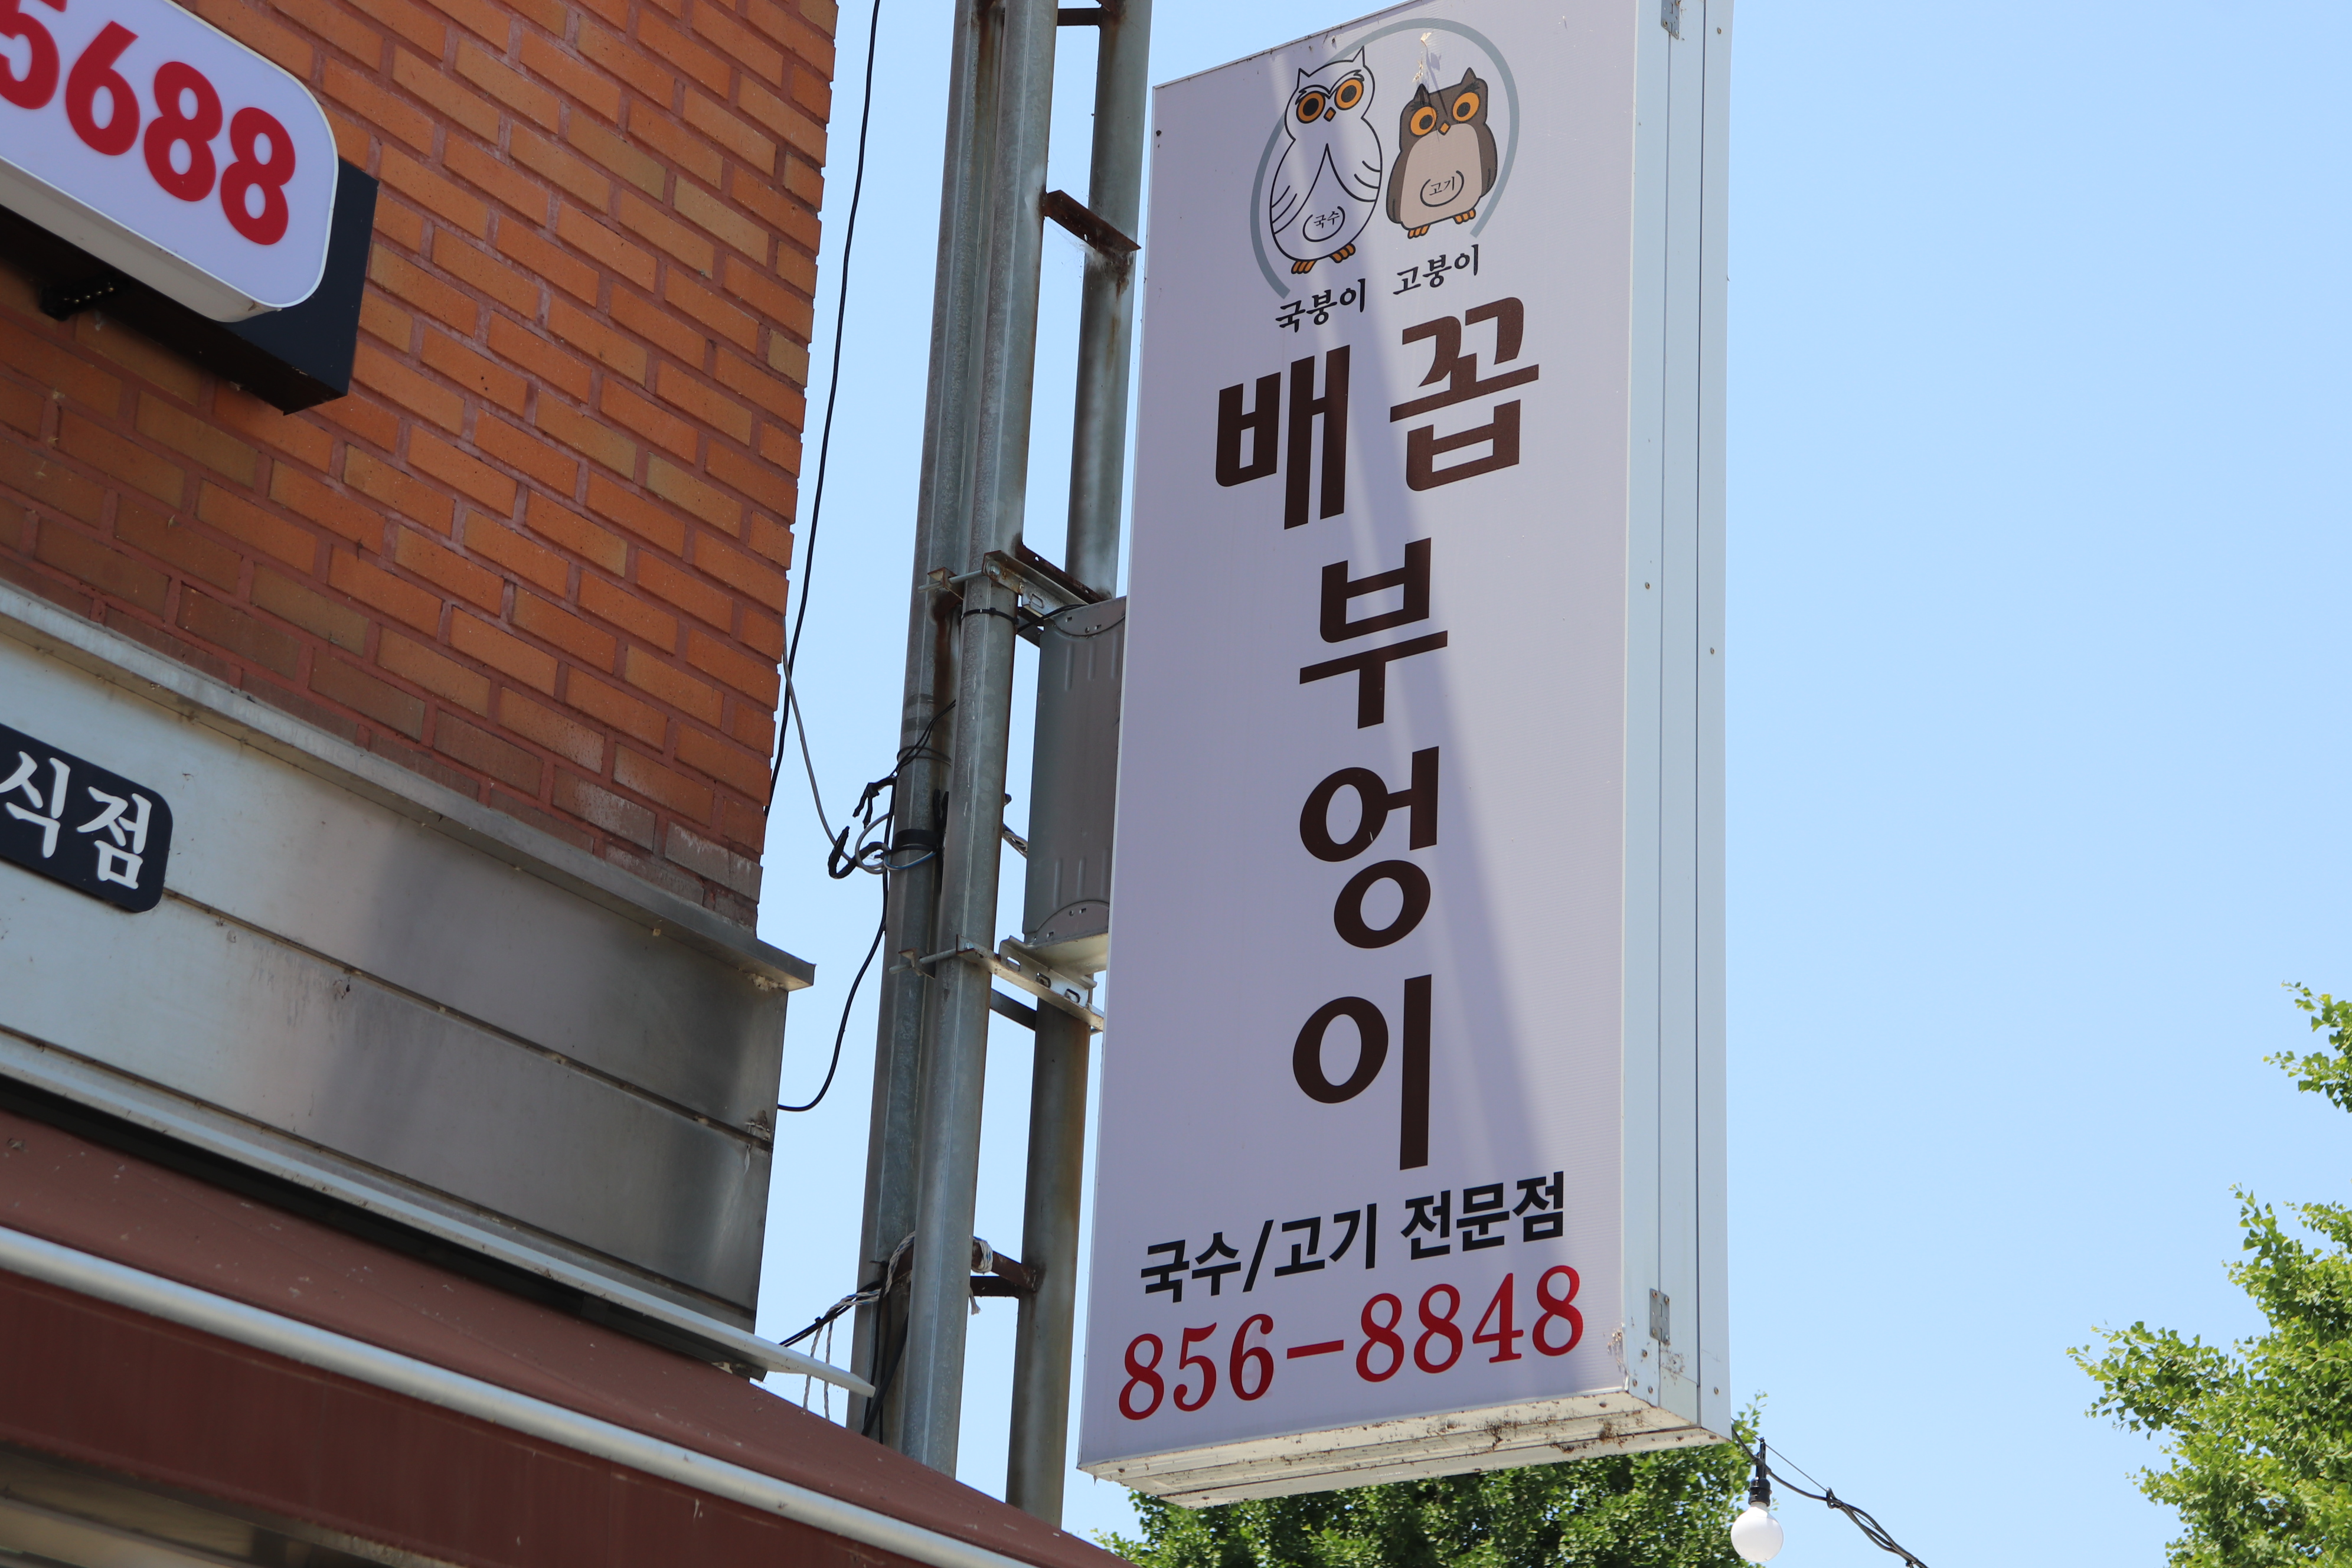 5688
식점
국수
고기
국붕이 고붕이
배꼽
부
엉
이
국수/고기 전문점
856-8848